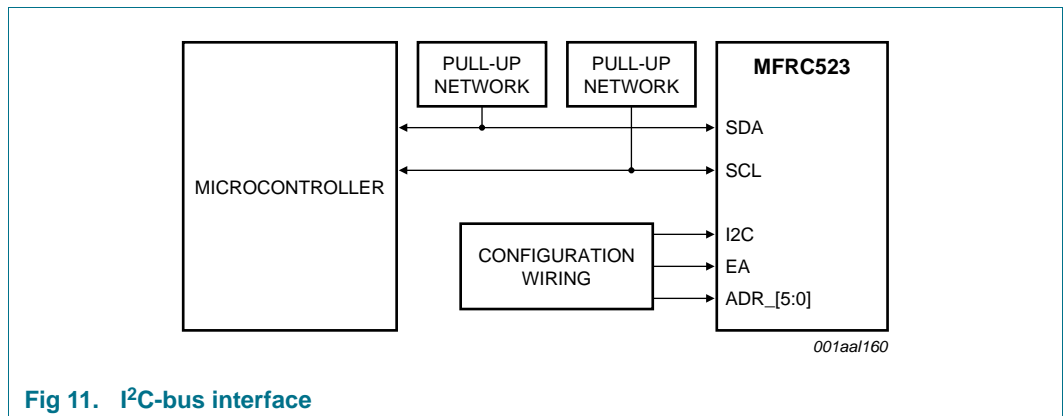 PULL-UP
NETWORK
PULL-UP
NETWORK
MFRC523
SDA
SCL
MICROCONTROLLER
I2C
CONFIGURATION
WIRING
EA
ADR_[5:0]
001aal160
Fig 11. I²C-bus interface